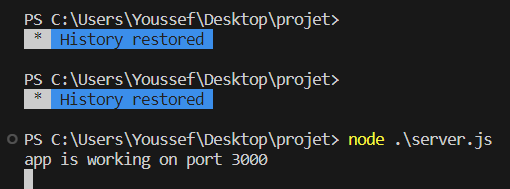 PS C:\Users\Youssef\Desktop\projet>
* History restored
PS C:\Users\Youssef\Desktop\projet>
* History restored
PS C:\Users\Youssef\Desktop\projet> node .\server.js
app is working on port 3000